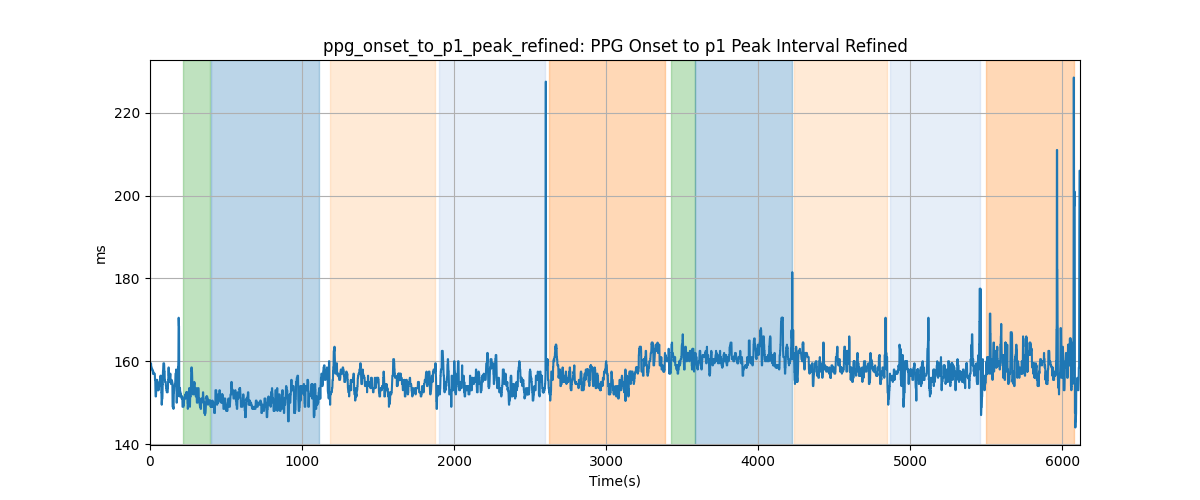 ppg_onset_to_p1_peak_refined: PPG Onset to p1 Peak Interval Refined
220
200
180
160
140
ms
0 1000 2000 3000 4000 5000 6000
Time(s)